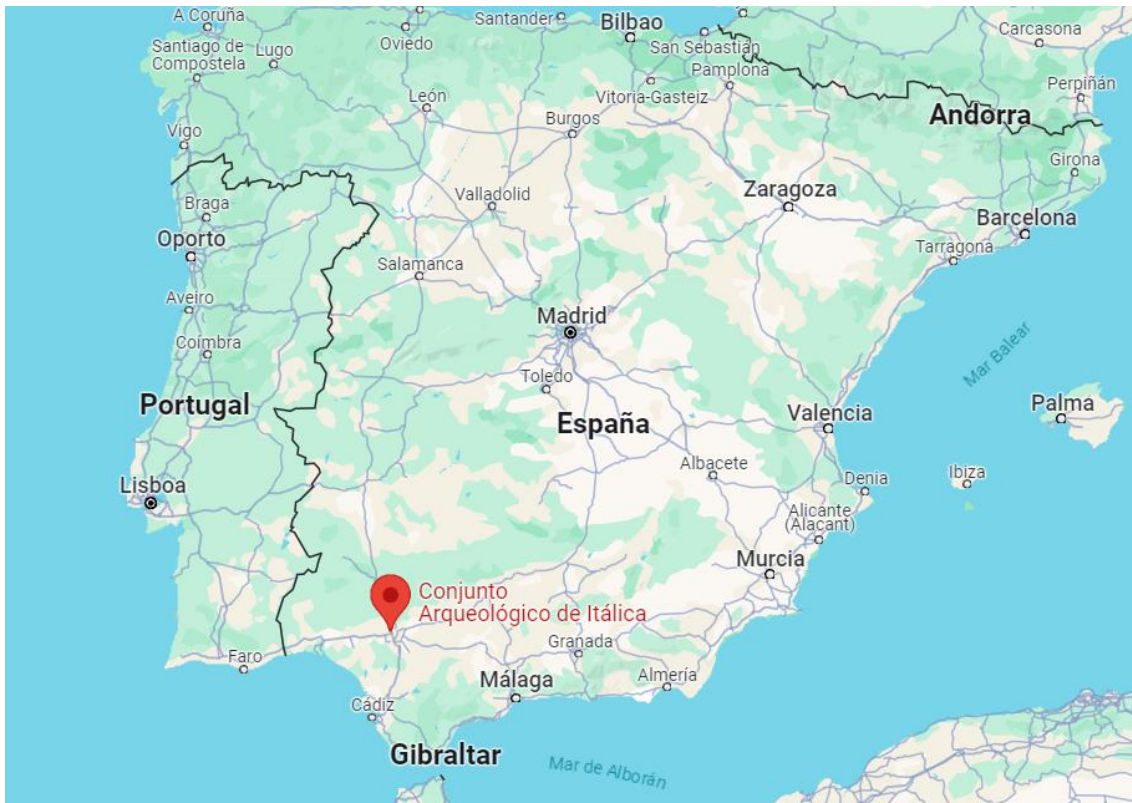 A Coruña
Santander
Bilbao
Carcasona
Santiago de
Compostela
Lugo
Oviedo
San Sebastián
Pamplona
León
Vitoria-Gasteiz
Perpiñán
Burgos
Andorra
Vigo
Girona
Braga
Valladolid
Zaragoza
Barcelona
Oporto
Tarragona
Salamanca
Aveiro
Madrid
Coímbra
Mar Balear
Toledo
Portugal
España
Valencia
Palma
Albacete
Lisboa
Denia
Ibiza
Alicante
(Alacant)
Murcia
Conjunto
Arqueológico de Itálica
Granada
Faro
Málaga
Almería
Cádiz
Gibraltar
Mar de Alborán